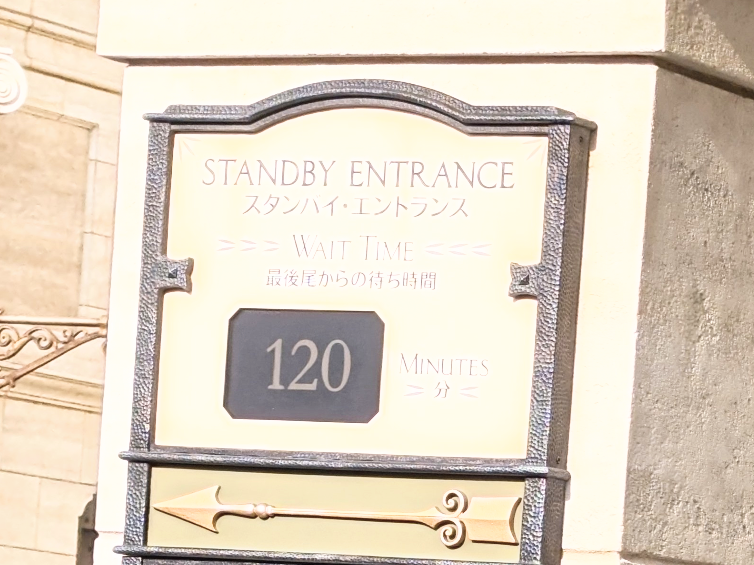 STANDBY ENTRANCE
スタンバイ・エントランス
WAIT TIME
最後尾からの待ち時間
120 MINUTES
分